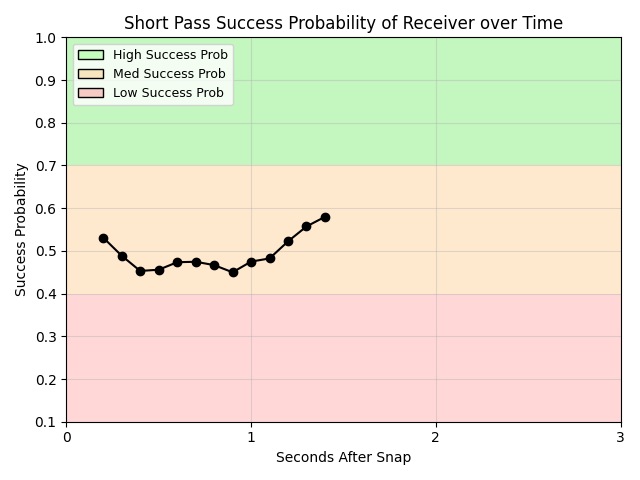 Short Pass Success Probability of Receiver over Time
High Success Prob
Med Success Prob
Low Success Prob
Success Probability
1.0
0.9
0.8
0.7
0.6
0.5
0.4
0.3
0.2
0.1
0 1 2 3
Seconds After Snap